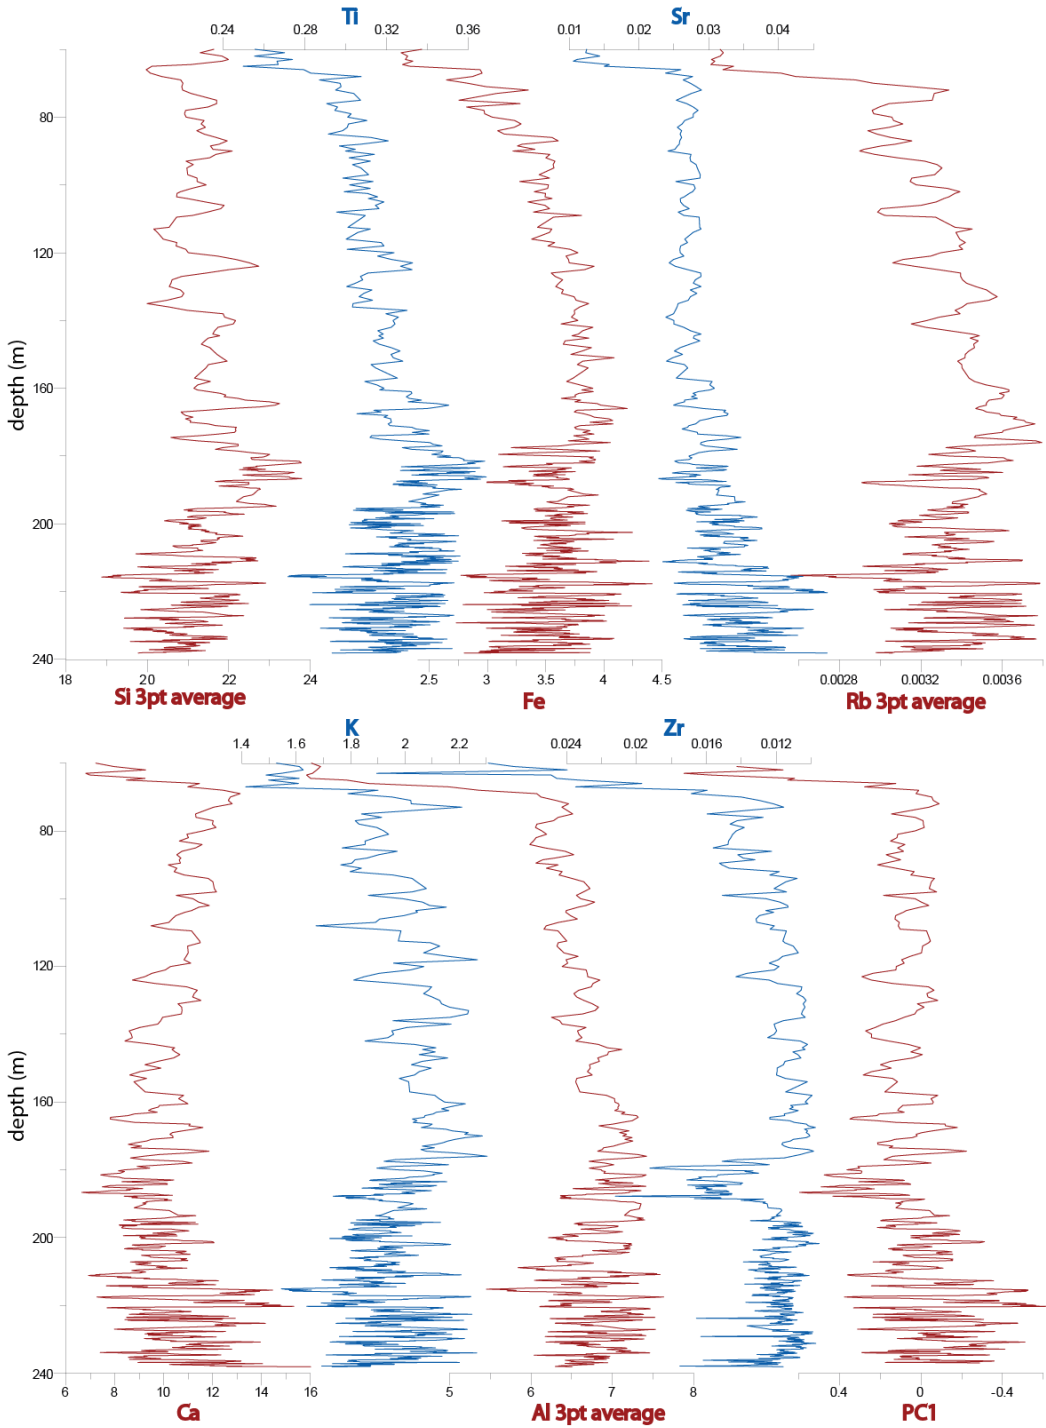 Ti Sr
0.24 0.28 0.32 0.36 0.01 0.02 0.03 0.04
80
120
160
200
240
depth (m)
18 20 22 24 2.5 3 3.5 4 4.5 0.0028 0.0032 0.0036
Si 3pt average Fe Rb 3pt average
K Zr
1.4 1.6 1.8 2 2.2 0.024 0.02 0.016 0.012
80
120
160
200
240
depth (m)
6 8 10 12 14 16 5 6 7 8 0.4 0 -0.4
Ca Al 3pt average PC1